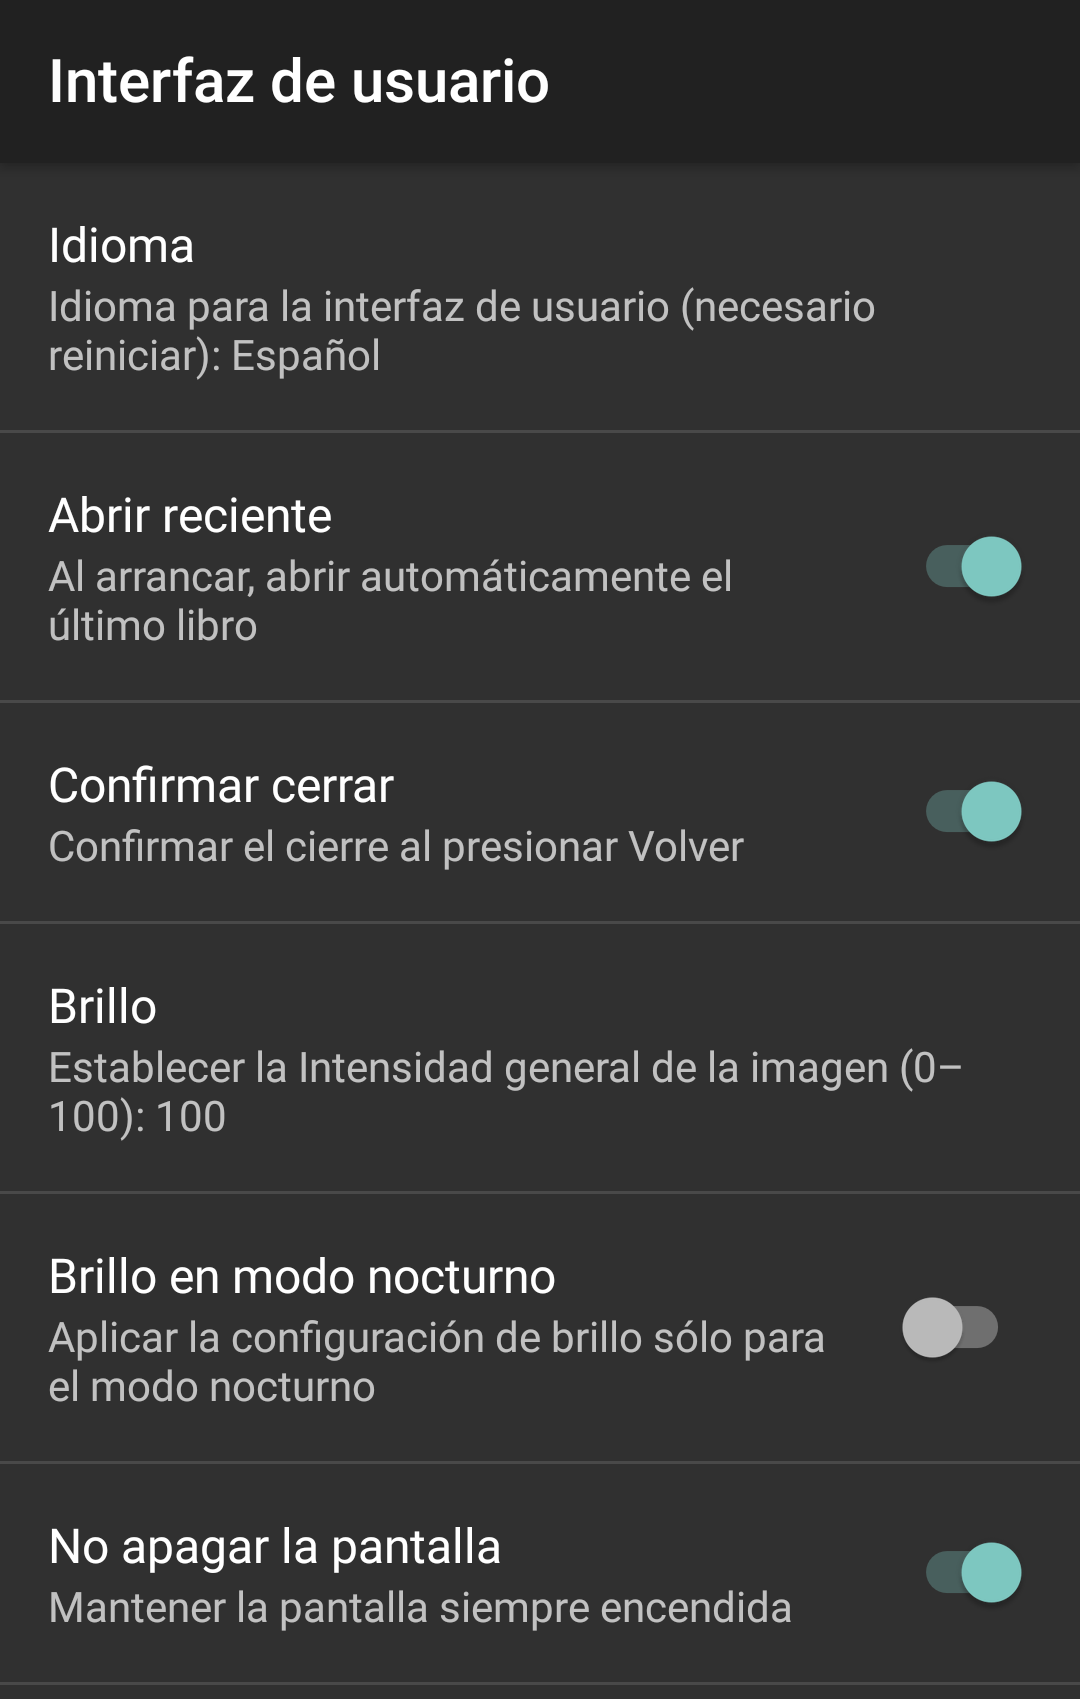 Interfaz de usuario
Idioma
Idioma para la interfaz de usuario (necesario
reiniciar): Español
Abrir reciente
Al arrancar, abrir automáticamente el
último libro
Confirmar cerrar
Confirmar el cierre al presionar Volver
Brillo
Establecer la Intensidad general de la imagen (0–
100): 100
Brillo en modo nocturno
Aplicar la configuración de brillo sólo para
el modo nocturno
No apagar la pantalla
Mantener la pantalla siempre encendida